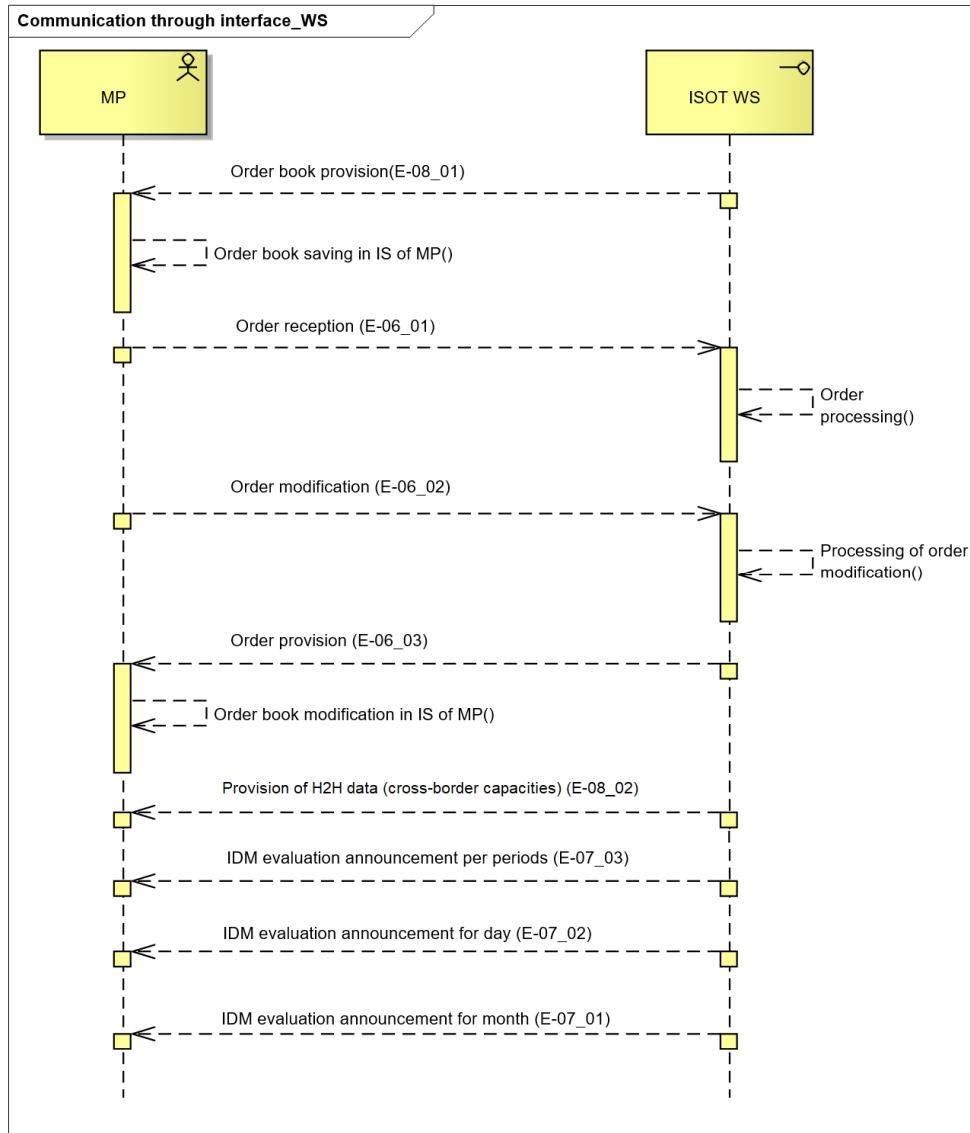 Communication through interface_WS
MP
ISOT WS
Order book provision(E-08_01)
Order book saving in IS of MP()
Order reception (E-06_01)
Order
processing()
Order modification (E-06_02)
Processing of order
modification()
Order provision (E-06_03)
Order book modification in IS of MP()
Provision of H2H data (cross-border capacities) (E-08_02)
IDM evaluation announcement per periods (E-07_03)
IDM evaluation announcement for day (E-07_02)
IDM evaluation announcement for month (E-07_01)